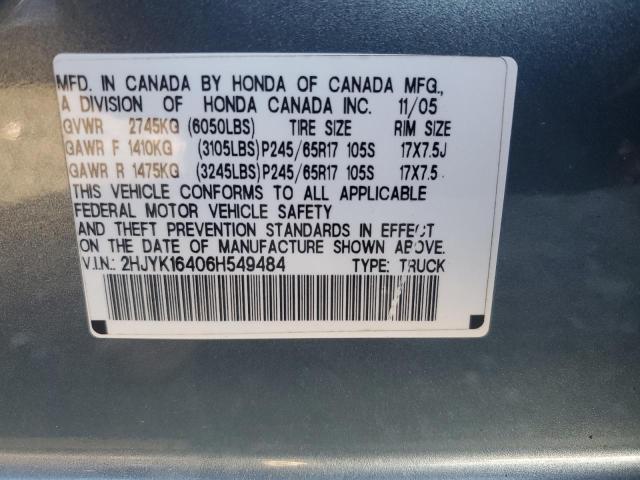 MFD. IN CANADA BY HONDA OF CANADA MFG.,
A DIVISION OF HONDA CANADA INC. 11/05
GVWR 2745KG (6050LBS) TIRE SIZE RIM SIZE
GAWR F 1410KG (3105LBS) P245/65R17 105S 17X7.5J
GAWR R 1475KG (3245LBS) P245/65R17 105S 17X7.5
THIS VEHICLE CONFORMS TO ALL APPLICABLE
FEDERAL MOTOR VEHICLE SAFETY
AND THEFT PREVENTION STANDARDS IN EFFECT
ON THE DATE OF MANUFACTURE SHOWN ABOVE.
V.I.N.: 2HJYK16406H549484 TYPE: TRUCK